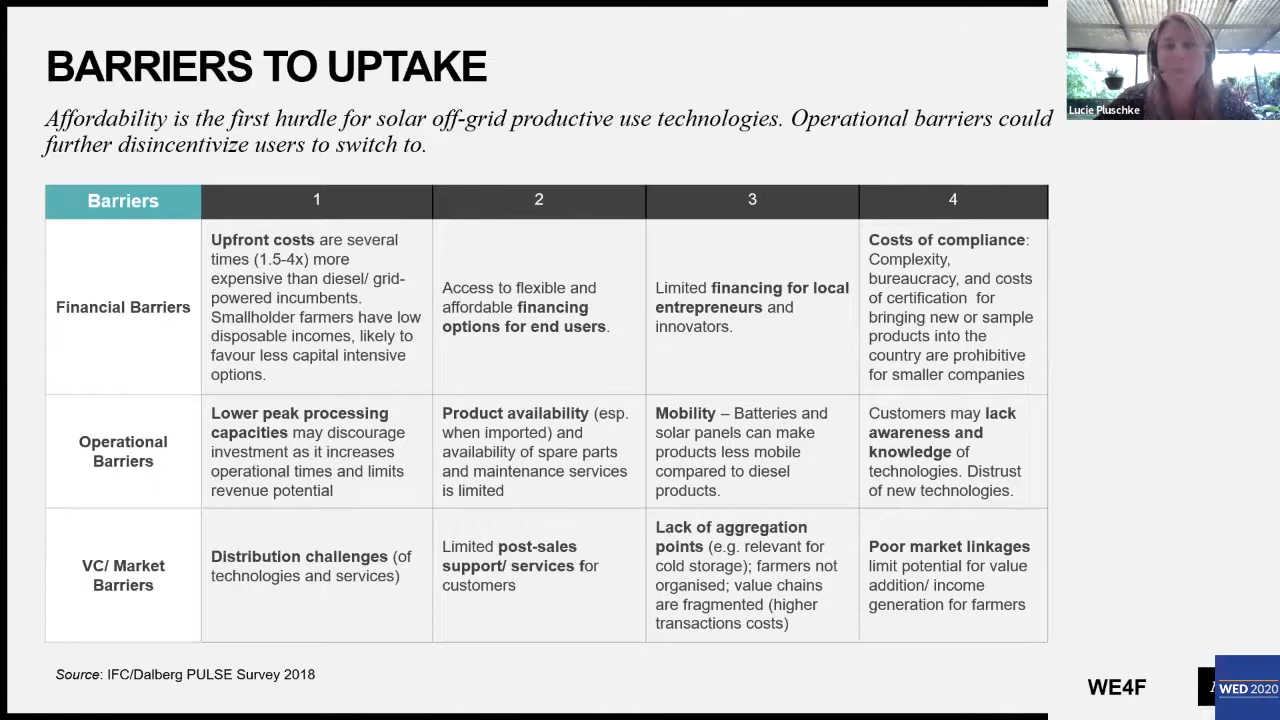 BARRIERS TO UPTAKE
Affordability is the first hurdle for solar off-grid productive use technologies. Operational barriers could
further disincentivize users to switch to.
Lucie Pluschke
Barriers
1
2
3
4
Financial Barriers
Upfront costs are several
times (1.5-4x) more
expensive than diesel/ grid-
powered incumbents.
Smallholder farmers have low
disposable incomes, likely to
favour less capital intensive
options.
Access to flexible and
affordable financing
options for end users.
Limited financing for local
entrepreneurs and
innovators.
Costs of compliance:
Complexity,
bureaucracy, and costs
of certification for
bringing new or sample
products into the
country are prohibitive
for smaller companies
Operational
Barriers
Lower peak processing
capacities may discourage
investment as it increases
operational times and limits
revenue potential
Product availability (esp.
when imported) and
availability of spare parts
and maintenance services
is limited
Mobility – Batteries and
solar panels can make
products less mobile
compared to diesel
products.
Customers may lack
awareness and
knowledge of
technologies. Distrust
of new technologies.
VC/ Market
Barriers
Distribution challenges (of
technologies and services)
Limited post-sales
support/ services for
customers
Lack of aggregation
points (e.g. relevant for
cold storage); farmers not
organised; value chains
are fragmented (higher
transactions costs)
Poor market linkages
limit potential for value
addition/ income
generation for farmers
Source: IFC/Dalberg PULSE Survey 2018
WE4F
WED 2020